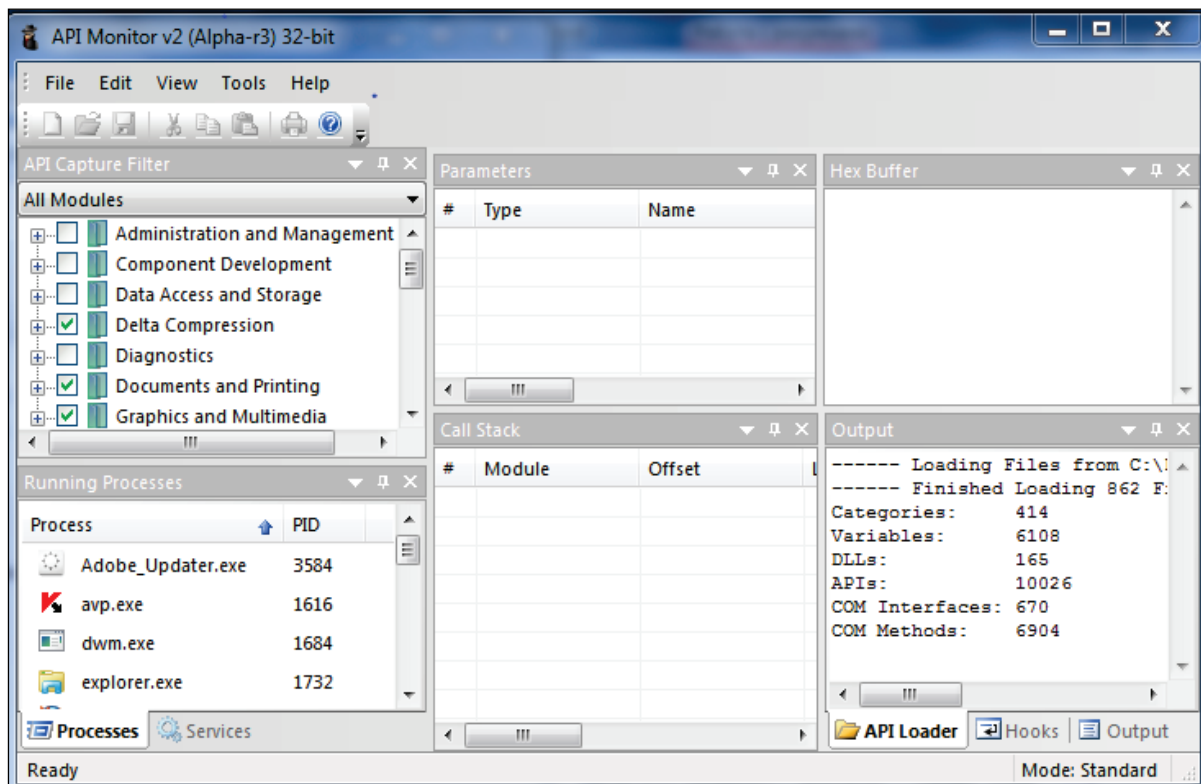 API Monitor v2 (Alpha-r3) 32-bit
File Edit View Tools Help
API Capture Filter
All Modules
Administration and Management
Component Development
Data Access and Storage
Delta Compression
Diagnostics
Documents and Printing
Graphics and Multimedia
Running Processes
Process PID
Adobe_Updater.exe 3584
avp.exe 1616
dwm.exe 1684
explorer.exe 1732
Processes Services
Parameters
# Type Name
Call Stack
# Module Offset
Hex Buffer
Output
------ Loading Files from C:\
------ Finished Loading 862
Categories: 414
Variables: 6108
DLLs: 165
APIs: 10026
COM Interfaces: 670
COM Methods: 6904
API Loader Hooks Output
Ready Mode: Standard